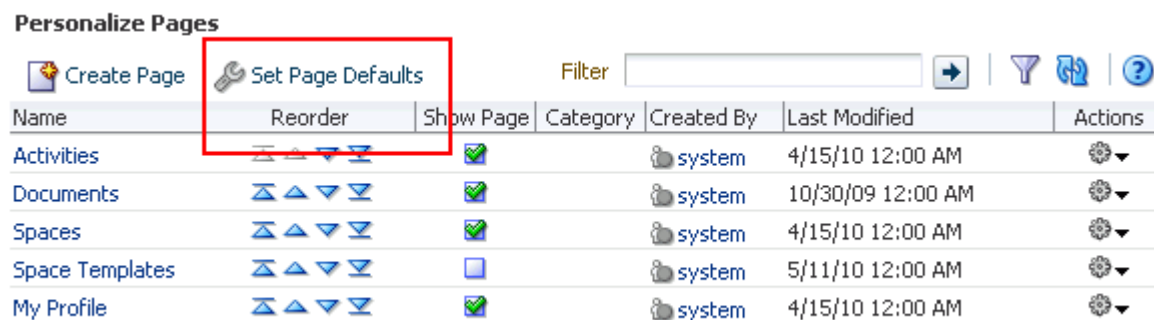 Personalize Pages
Create Page Set Page Defaults Filter
Name Reorder Show Page Category Created By Last Modified Actions
Activities system 4/15/10 12:00 AM
Documents system 10/30/09 12:00 AM
Spaces system 4/15/10 12:00 AM
Space Templates system 5/11/10 12:00 AM
My Profile system 4/15/10 12:00 AM